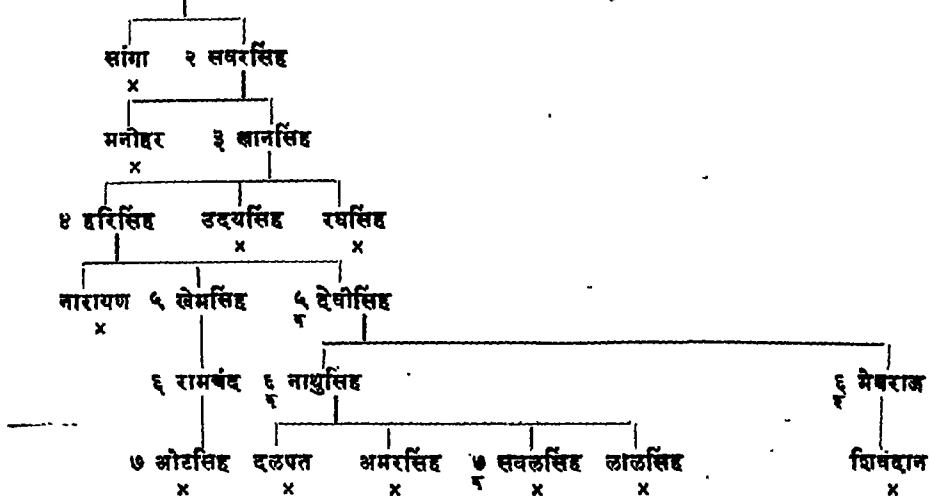 सांगा २ सबरसिंह
×
मनोहर ३ खानसिंह
×
४ हरिसिंह उदयसिंह रघसिंह
× ×
नारायण ५ खेमसिंह ५ देवीसिंह
× व
६ रामचंद ६ नाथुसिंह ६ मेघराज
व व
७ ओटसिंह दलपत अमरसिंह ७ सवलसिंह लालसिंह शिवदान
× × × व × × ×